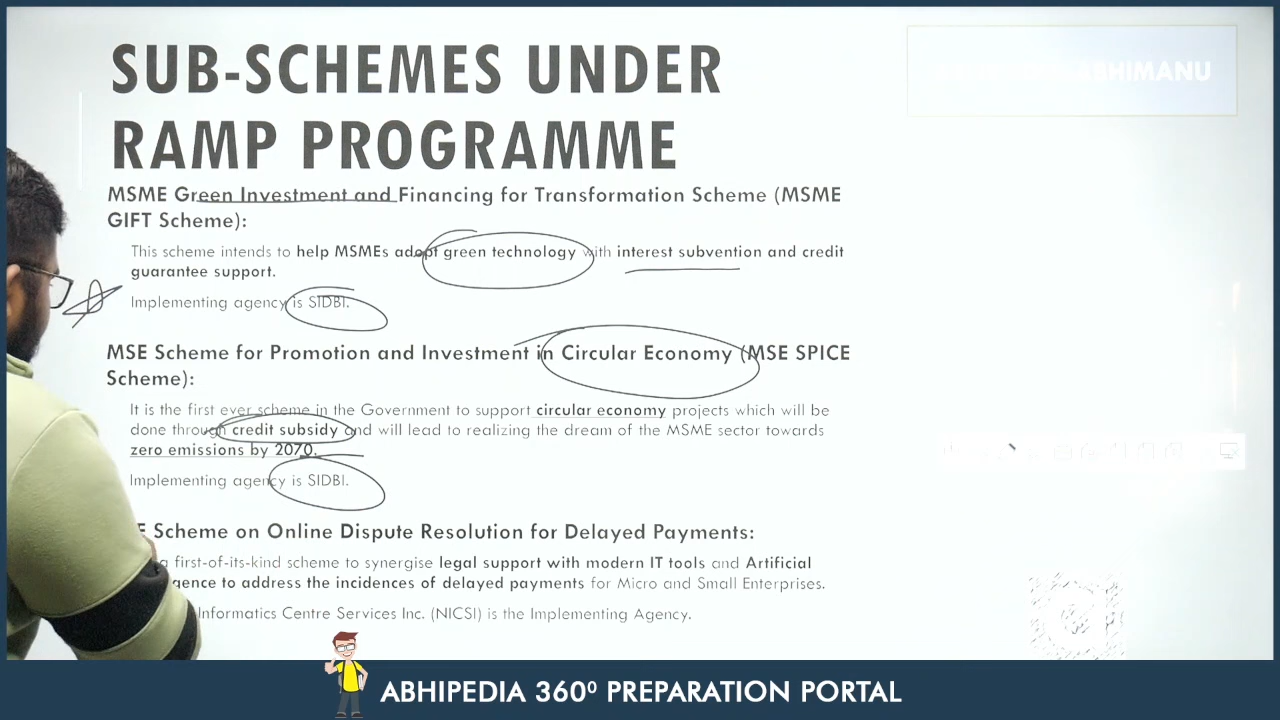 SUB-SCHEMES UNDER
RAMP PROGRAMME
MSME Green Investment and Financing for Transformation Scheme (MSME
GIFT Scheme):
This scheme intends to help MSMEs adopt green technology with interest subvention and credit
guarantee support.
Implementing agency is SIDBI.
MSE Scheme for Promotion and Investment in Circular Economy (MSE SPICE
Scheme):
It is the first ever scheme in the Government to support circular economy projects which will be
done through credit subsidy and will lead to realizing the dream of the MSME sector towards
zero emissions by 2070.
Implementing agency is SIDBI.
Scheme on Online Dispute Resolution for Delayed Payments:
first-of-its-kind scheme to synergise legal support with modern IT tools and Artificial
to address the incidences of delayed payments for Micro and Small Enterprises.
Informatics Centre Services Inc. (NICSI) is the Implementing Agency.
ABHIPEDIA 360⁰ PREPARATION PORTAL